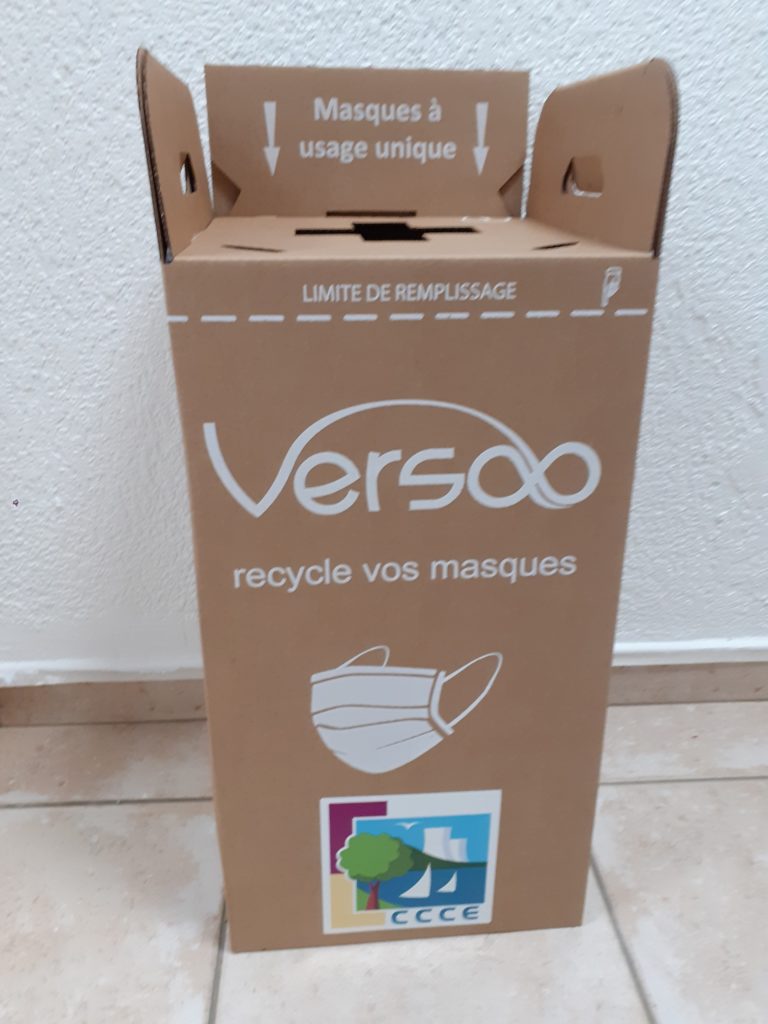 Masques à
usage unique
LIMITE DE REMPLISSAGE
Versoo
recycle vos masques
CCCE